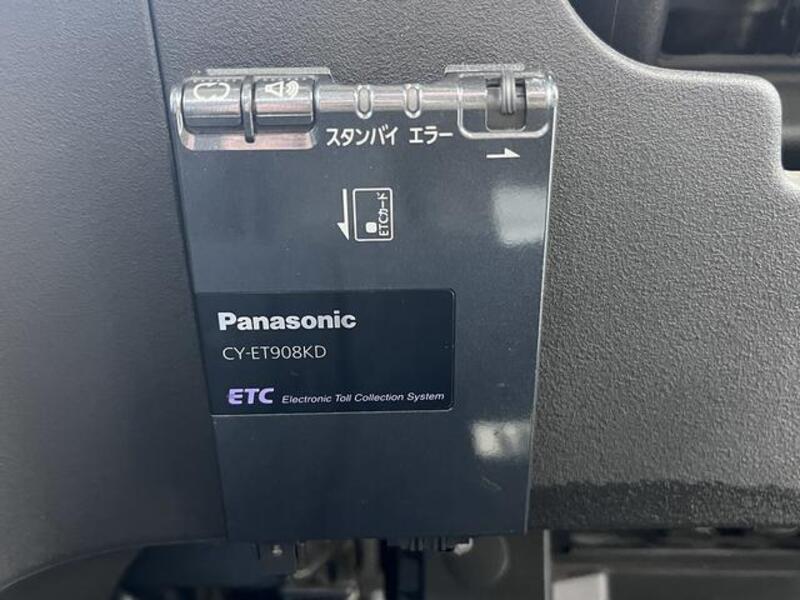 スタンバイ エラー
ETCカード
Panasonic
CY-ET908KD
ETC Electronic Toll Collection System